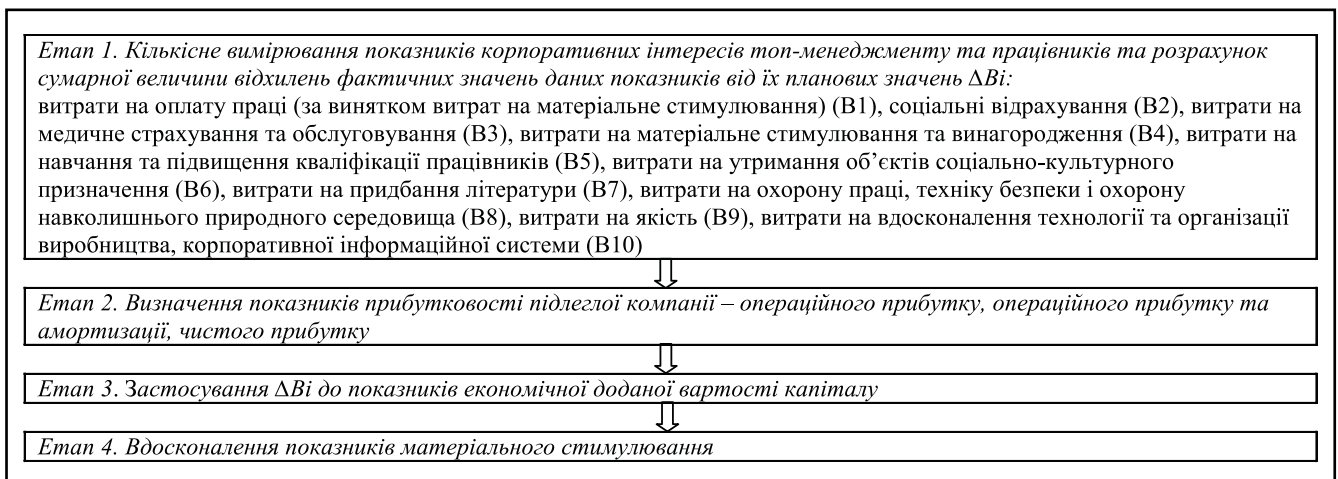 Етап 1. Кількісне вимірювання показників корпоративних інтересів топ-менеджменту та працівників та розрахунок
сумарної величини відхилень фактичних значень даних показників від їх планових значень ΔВi:
витрати на оплату праці (за винятком витрат на матеріальне стимулювання) (В1), соціальні відрахування (В2), витрати на
медичне страхування та обслуговування (В3), витрати на матеріальне стимулювання та винагородження (В4), витрати на
навчання та підвищення кваліфікації працівників (В5), витрати на утримання об’єктів соціально-культурного
призначення (В6), витрати на придбання літератури (В7), витрати на охорону праці, техніку безпеки і охорону
навколишнього природного середовища (В8), витрати на якість (В9), витрати на вдосконалення технології та організації
виробництва, корпоративної інформаційної системи (В10)
Етап 2. Визначення показників прибутковості підлеглої компанії – операційного прибутку, операційного прибутку та
амортизації, чистого прибутку
Етап 3. Застосування ΔВi до показників економічної доданої вартості капіталу
Етап 4. Вдосконалення показників матеріального стимулювання